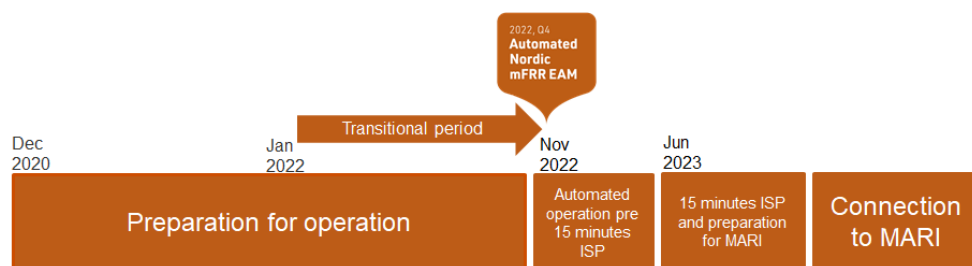 2022, Q4
Automated
Nordic
mFRR EAM
Transitional period
Dec
2020
Jan
2022
Nov
2022
Jun
2023
Preparation for operation
Automated
operation pre
15 minutes
ISP
15 minutes ISP
and preparation
for MARI
Connection
to MARI